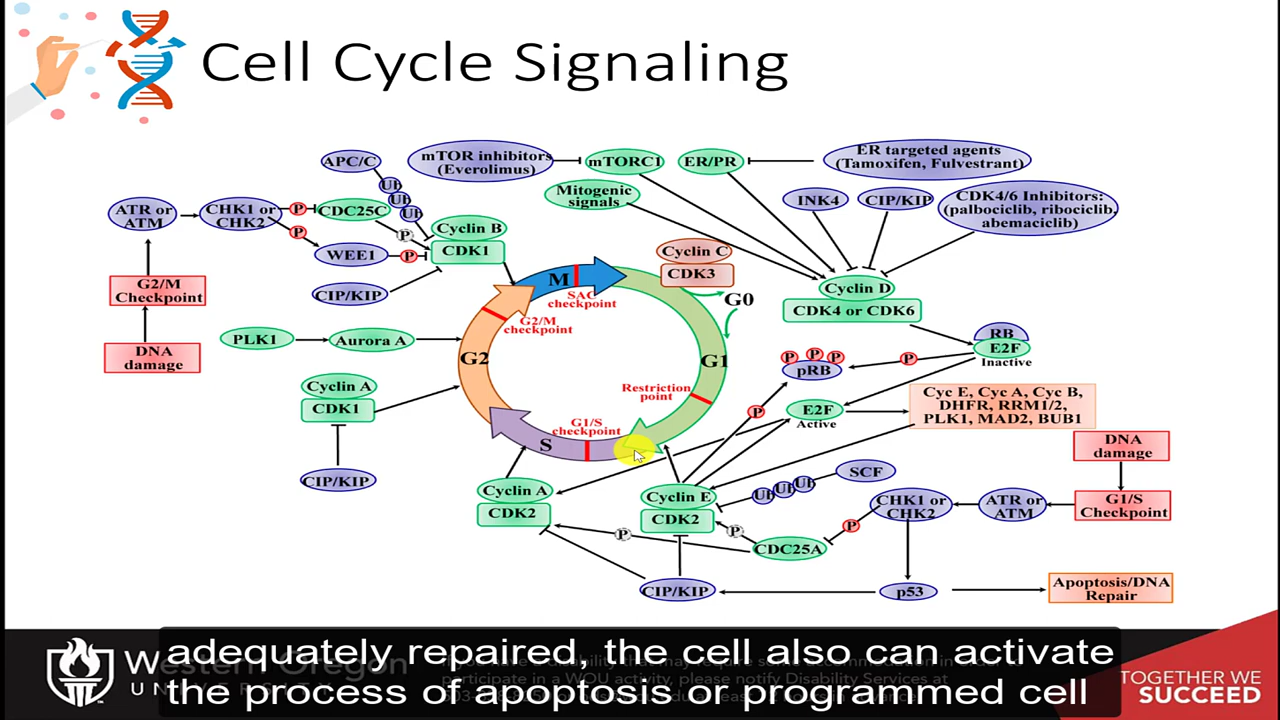 Cell Cycle Signaling
APC/C
mTOR inhibitors
(Everolimus)
mTORC1
ER/PR
ER targeted agents
(Tamoxifen, Fulvestrant)
Ub
Ub
Ub
Mitogenic
signals
INK4
CIP/KIP
CDK4/6 Inhibitors:
(palbociclib, ribociclib,
abemaciclib)
ATR or
ATM
CHK1 or
CHK2
P
CDC25C
P
P
Cyclin B
CDK1
WEE1
P
CIP/KIP
Cyclin C
CDK3
G0
Cyclin D
CDK4 or CDK6
G2/M
Checkpoint
DNA
damage
M
SAC
checkpoint
G2/M
checkpoint
PLK1
Aurora A
G2
G1
RB
E2F
Inactive
P
P
P
P
pRB
Cyclin A
CDK1
Restriction
point
P
E2F
Active
Cyc E, Cyc A, Cyc B,
DHFR, RRM1/2,
PLK1, MAD2, BUB1
G1/S
checkpoint
S
DNA
damage
CIP/KIP
Cyclin A
CDK2
Cyclin E
CDK2
Ub
Ub
Ub
SCF
CHK1 or
CHK2
ATR or
ATM
G1/S
Checkpoint
P
P
P
CDC25A
CIP/KIP
p53
Apoptosis/DNA
Repair
adequately repaired, the cell also can activate
the process of apoptosis or programmed cell
TOGETHER WE
SUCCEED